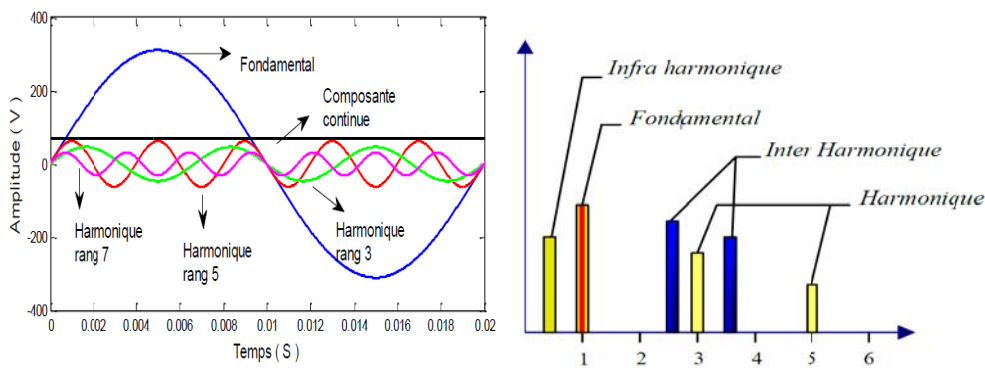 400
200
0
-200
-400
Amplitude ( V )
Fondamental
Composante
continue
Harmonique
rang 7
Harmonique
rang 5
Harmonique
rang 3
0 0.002 0.004 0.006 0.008 0.01 0.012 0.014 0.016 0.018 0.02
Temps ( S )
Infra harmonique
Fondamental
Inter Harmonique
Harmonique
1 2 3 4 5 6